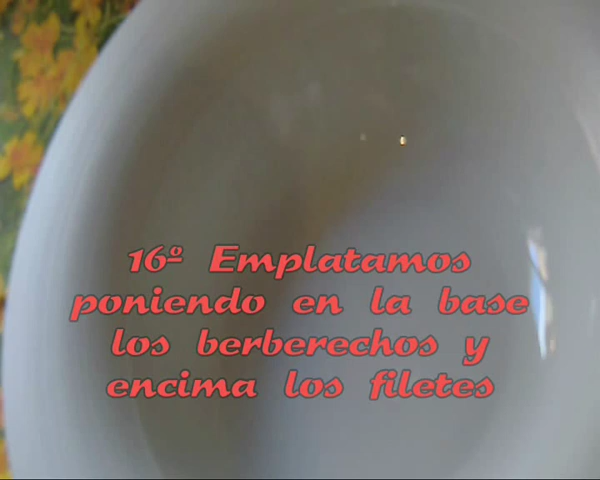 16º Emplatamos
poniendo en la base
los berberechos y
encima los filetes